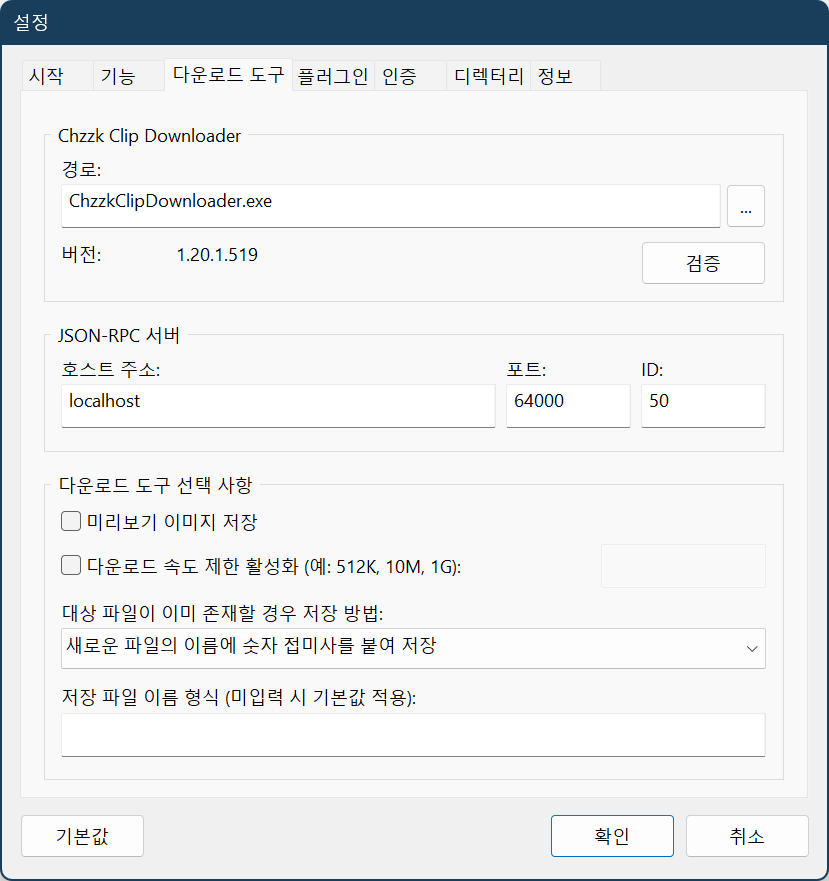 설정
시작 기능 다운로드 도구 플러그인 인증 디렉터리 정보
Chzzk Clip Downloader
경로:
ChzzkClipDownloader.exe ...
버전: 1.20.1.519 검증
JSON-RPC 서버
호스트 주소: 포트: ID:
localhost 64000 50
다운로드 도구 선택 사항
미리보기 이미지 저장
다운로드 속도 제한 활성화 (예: 512K, 10M, 1G):
대상 파일이 이미 존재할 경우 저장 방법:
새로운 파일의 이름에 숫자 접미사를 붙여 저장
저장 파일 이름 형식 (미입력 시 기본값 적용):
기본값 확인 취소